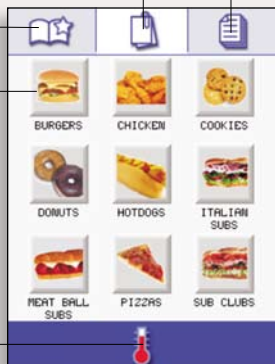 BURGERS CHICKEN COOKIES
DONUTS HOTDOGS ITALIAN
SUBS
MEAT BALL PIZZAS SUB CLUBS
SUBS